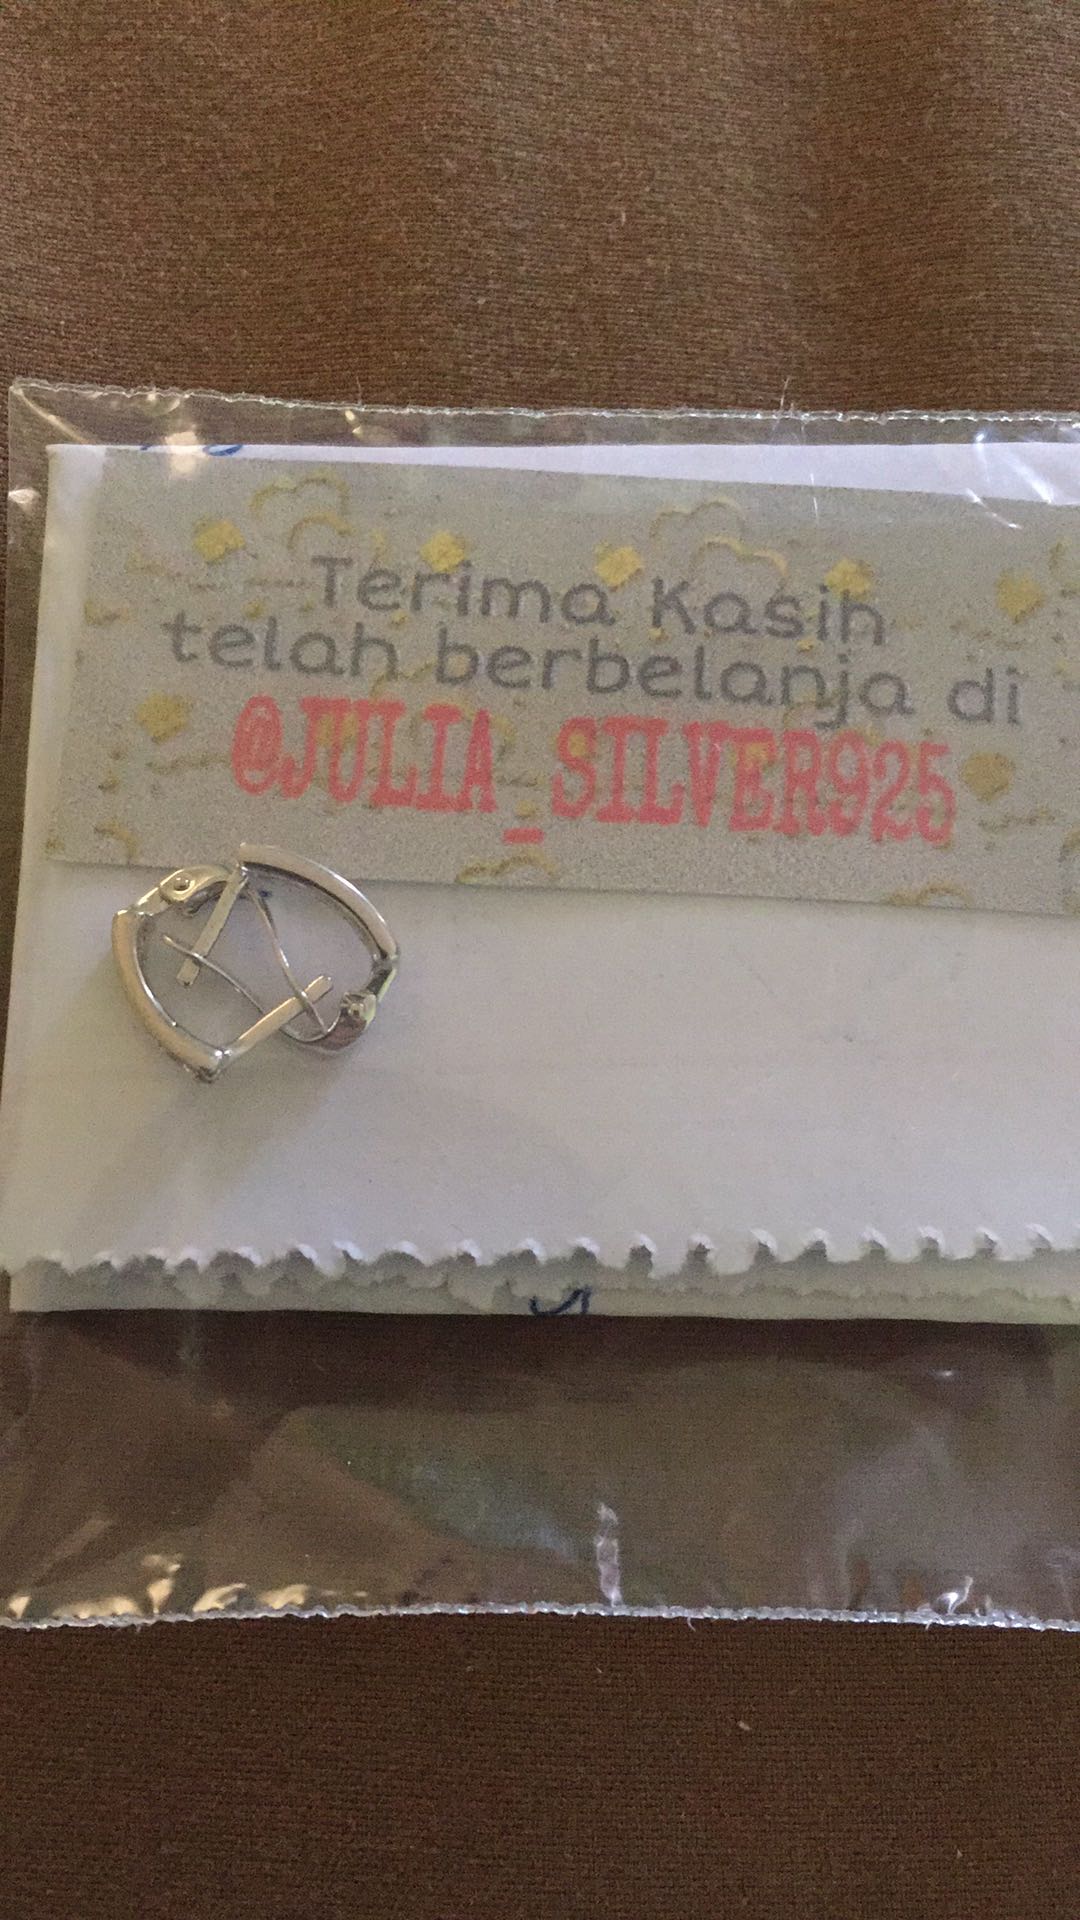 Terima Kasih
telah berbelanja di
@JULIA_SILVER925